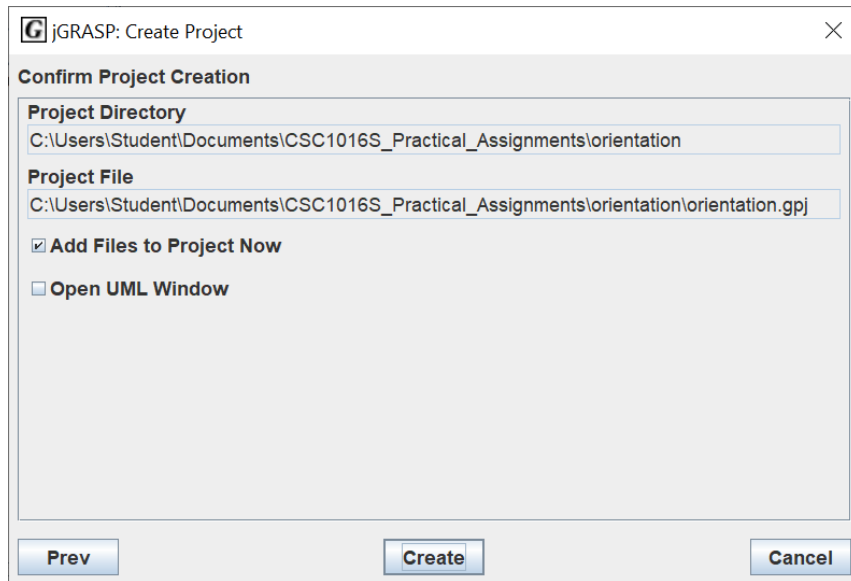 G jGRASP: Create Project
Confirm Project Creation
Project Directory
C:\Users\Student\Documents\CSC1016S_Practical_Assignments\orientation
Project File
C:\Users\Student\Documents\CSC1016S_Practical_Assignments\orientation\orientation.gpj
Add Files to Project Now
Open UML Window
Prev Create Cancel